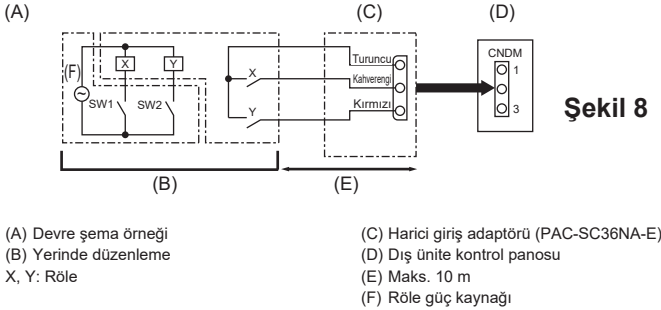 (A) (C) (D)
CNDM
Turuncu
1
X Y X Kahverengi
(F)
SW1 SW2 Y Kırmızı 3
Şekil 8
(B) (E)
(A) Devre şema örneği
(B) Yerinde düzenleme
X, Y: Röle
(C) Harici giriş adaptörü (PAC-SC36NA-E)
(D) Dış ünite kontrol panosu
(E) Maks. 10 m
(F) Röle güç kaynağı